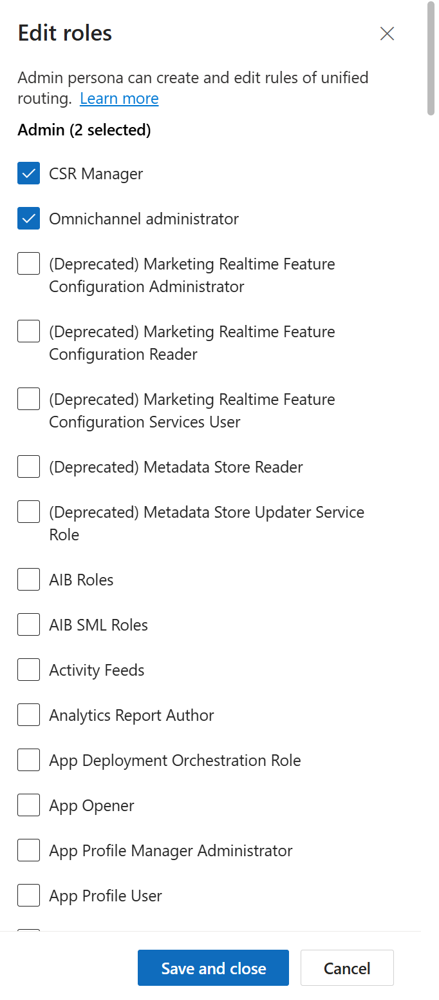 Edit roles
Admin persona can create and edit rules of unified
routing. Learn more
Admin (2 selected)
CSR Manager
Omnichannel administrator
(Deprecated) Marketing Realtime Feature
Configuration Administrator
(Deprecated) Marketing Realtime Feature
Configuration Reader
(Deprecated) Marketing Realtime Feature
Configuration Services User
(Deprecated) Metadata Store Reader
(Deprecated) Metadata Store Updater Service
Role
AIB Roles
AIB SML Roles
Activity Feeds
Analytics Report Author
App Deployment Orchestration Role
App Opener
App Profile Manager Administrator
App Profile User
Save and close
Cancel